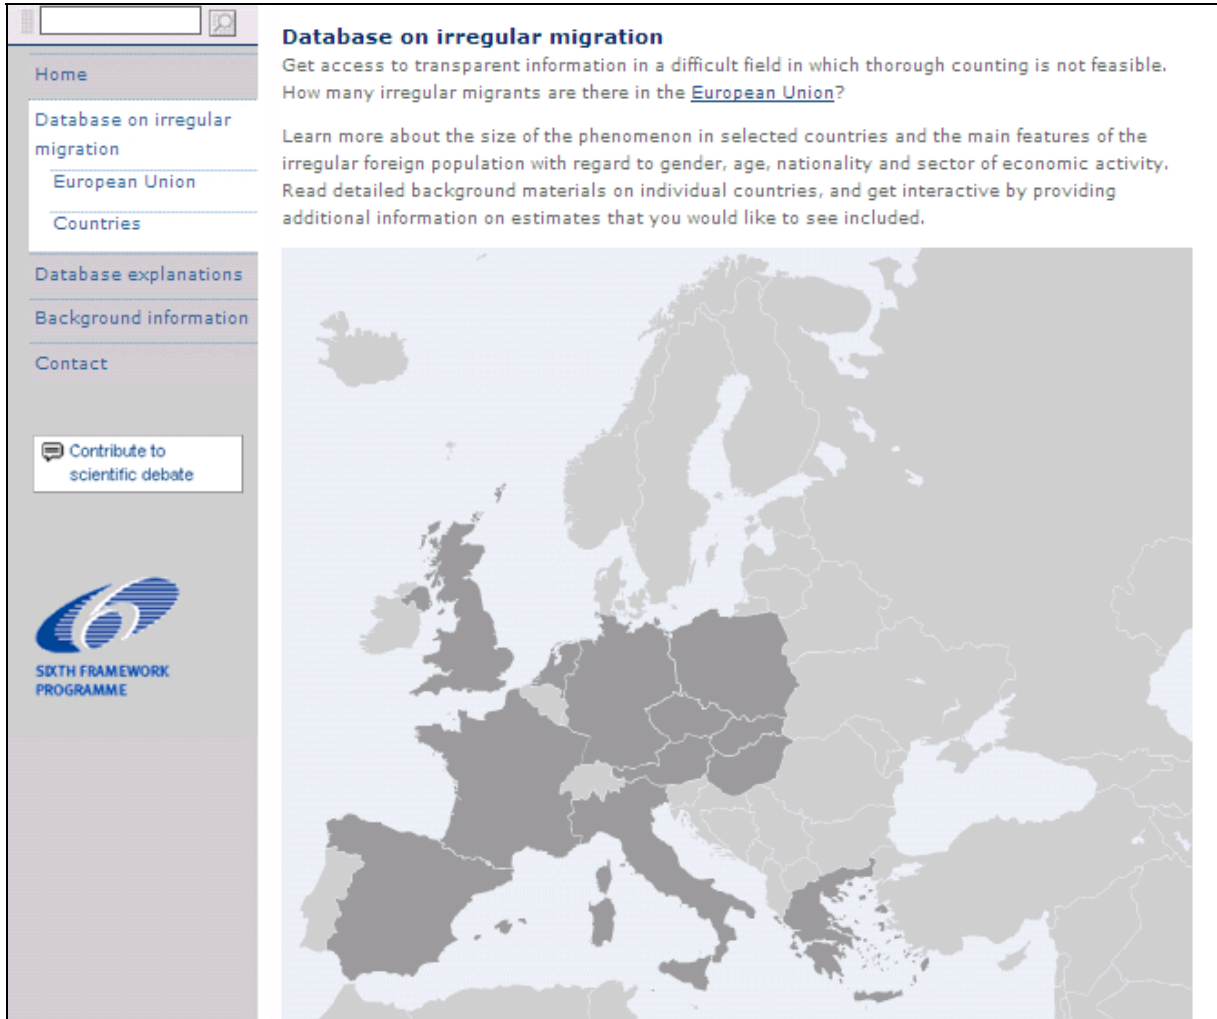 Home
Database on irregular
migration
European Union
Countries
Database explanations
Background information
Contact
Contribute to
scientific debate
SIXTH FRAMEWORK
PROGRAMME
Database on irregular migration
Get access to transparent information in a difficult field in which thorough counting is not feasible.
How many irregular migrants are there in the European Union?
Learn more about the size of the phenomenon in selected countries and the main features of the
irregular foreign population with regard to gender, age, nationality and sector of economic activity.
Read detailed background materials on individual countries, and get interactive by providing
additional information on estimates that you would like to see included.